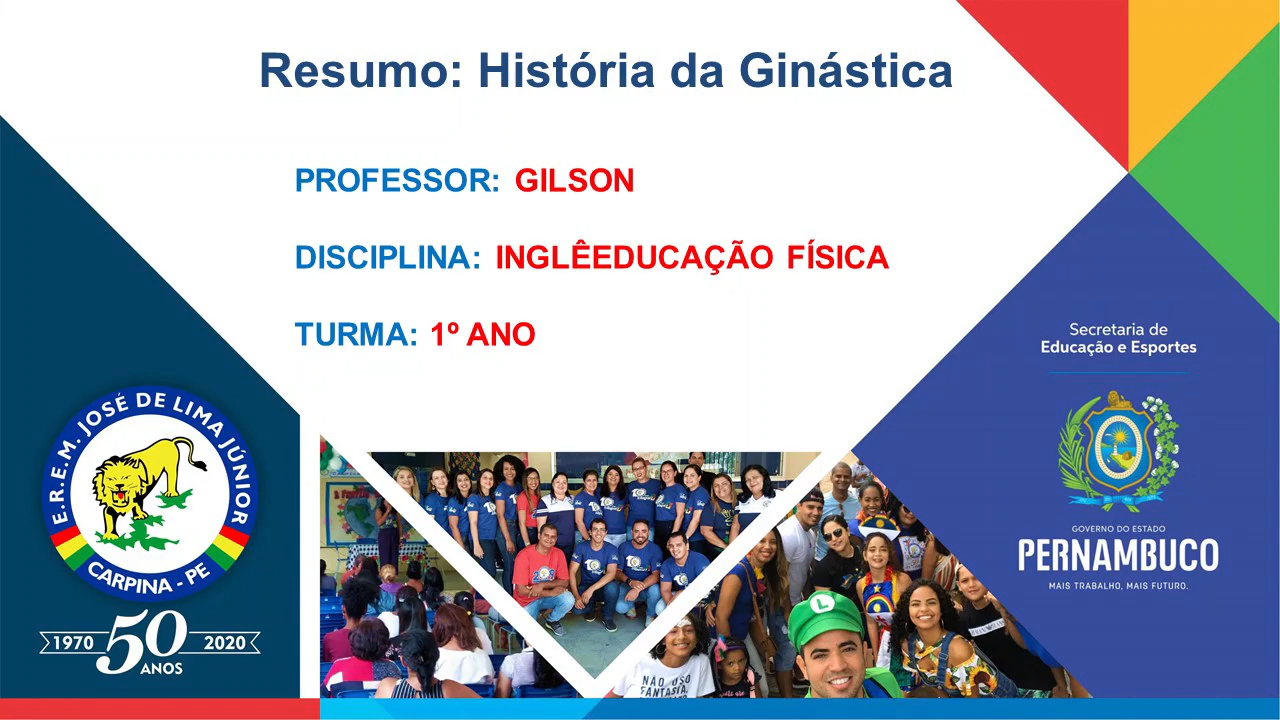 Resumo: História da Ginástica
PROFESSOR: GILSON
DISCIPLINA: INGLÊEDUCAÇÃO FÍSICA
TURMA: 1º ANO
Secretaria de
Educação e Esportes
GOVERNO DO ESTADO
PERNAMBUCO
MAIS TRABALHO, MAIS FUTURO.
E.R.E.M. JOSÉ DE LIMA JÚNIOR
CARPINA - PE
1970 50 2020
ANOS
NÃO USO
FANTASIA